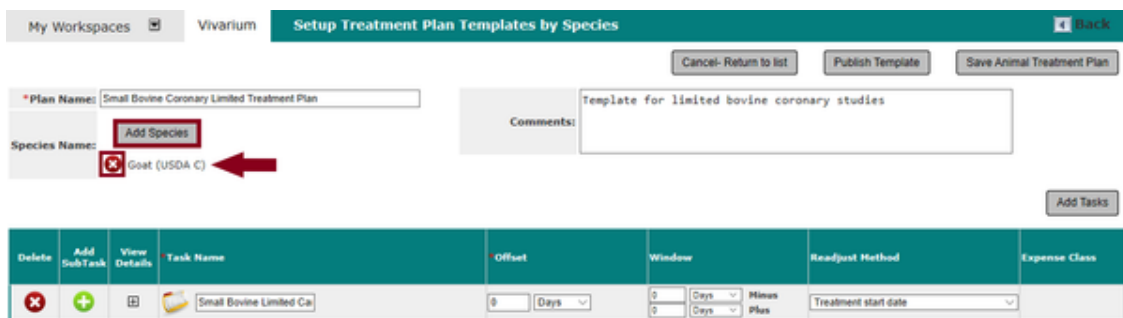 My Workspaces Vivarium Setup Treatment Plan Templates by Species Back
Cancel- Return to list Publish Template Save Animal Treatment Plan
*Plan Name: Small Bovine Coronary Limited Treatment Plan
Comments: Template for limited bovine coronary studies
Species Name: Add Species
Goat (USDA C)
Add Tasks
Delete Add SubTask View Details *Task Name *Offset Window Readjust Method Expense Class
Small Bovine Limited Ca 0 Days 0 Days Minus Treatment start date
0 Days Plus